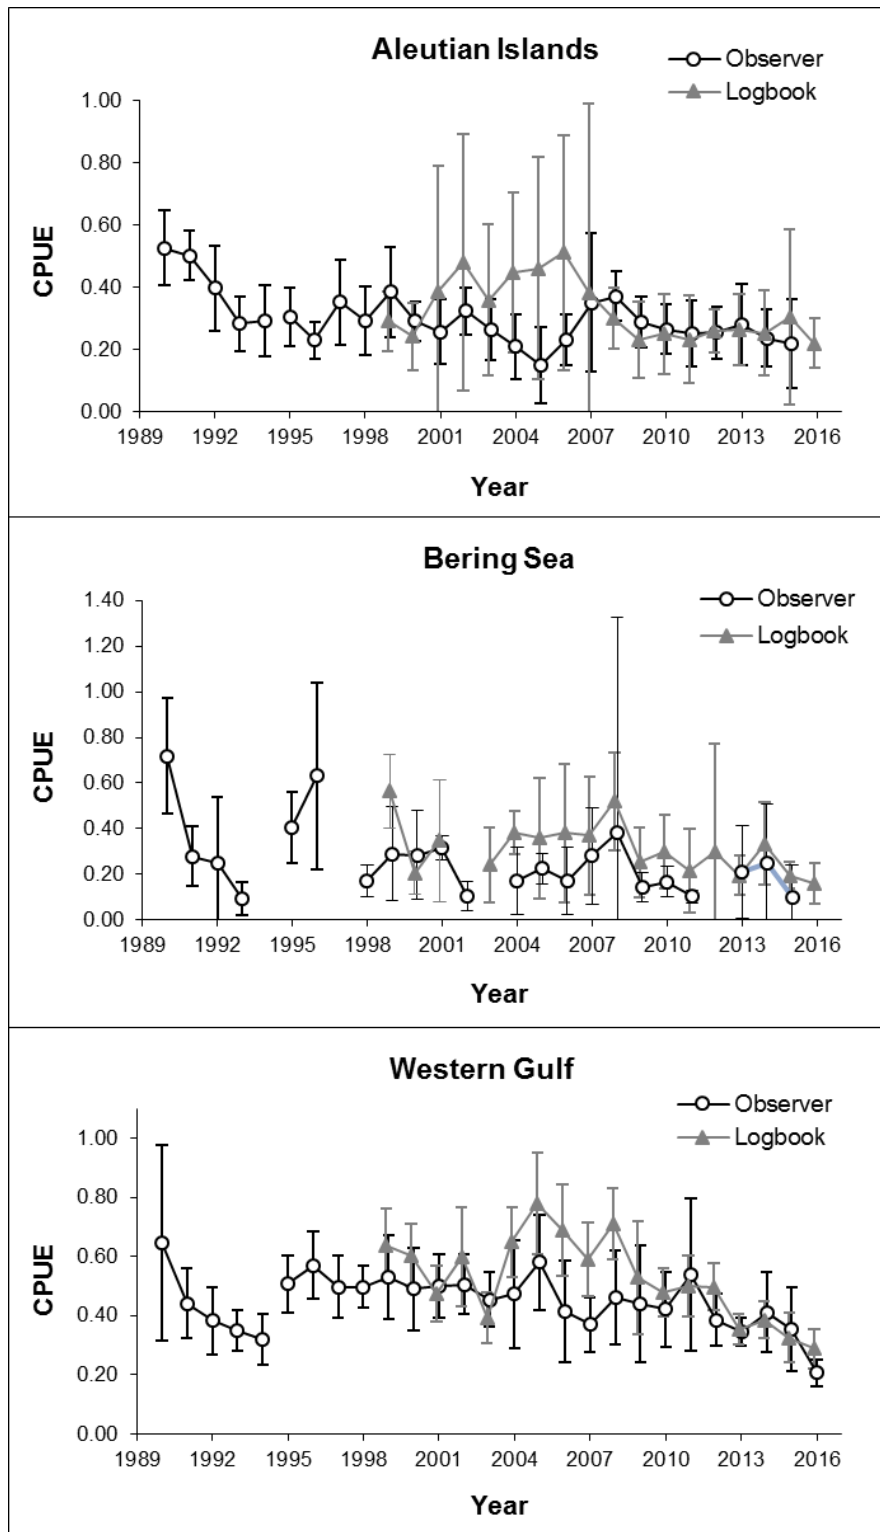 Aleutian Islands
Observer
Logbook
1.00
0.80
0.60
0.40
0.20
0.00
CPUE
1989 1992 1995 1998 2001 2004 2007 2010 2013 2016
Year
Bering Sea
Observer
Logbook
1.40
1.20
1.00
0.80
0.60
0.40
0.20
0.00
CPUE
1989 1992 1995 1998 2001 2004 2007 2010 2013 2016
Year
Western Gulf
Observer
Logbook
1.00
0.80
0.60
0.40
0.20
0.00
CPUE
1989 1992 1995 1998 2001 2004 2007 2010 2013 2016
Year